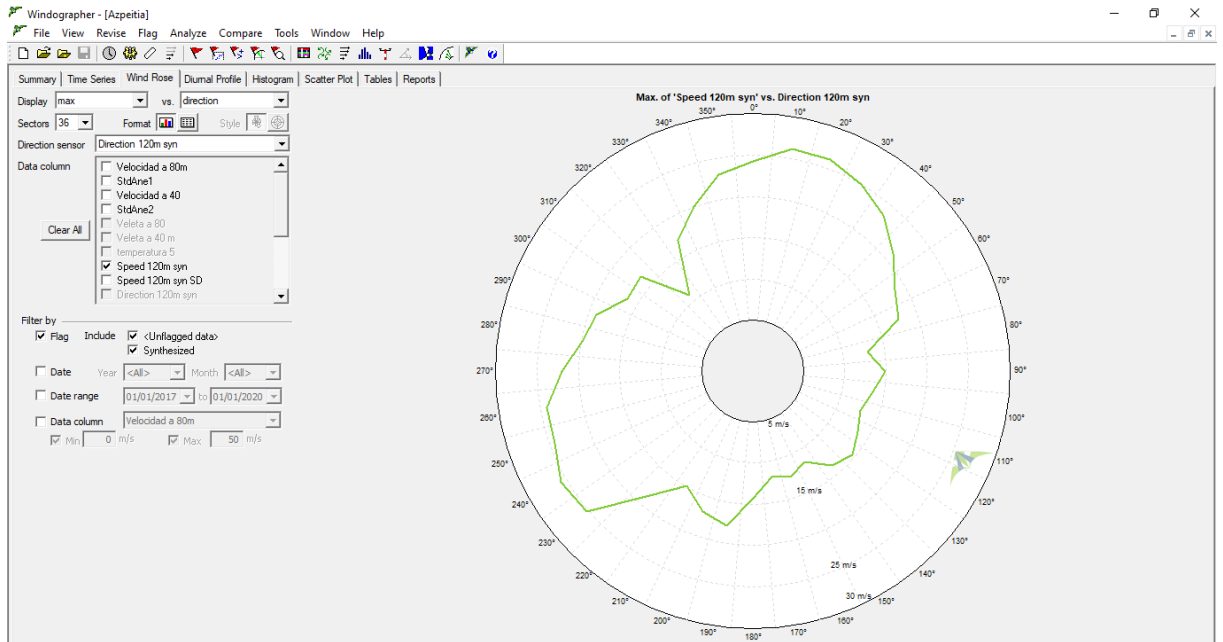 Windographer - [Azpeitia]
File View Revise Flag Analyze Compare Tools Window Help
Summary Time Series Wind Rose Diurnal Profile Histogram Scatter Plot Tables Reports
Display max vs. direction
Sectors 36 Format Style
Direction sensor Direction 120m syn
Data column
Velocidad a 80m
StdAne1
Velocidad a 40
StdAne2
Veleta a 80
Veleta a 40 m
temperatura 5
Speed 120m syn
Speed 120m syn SD
Direction 120m syn
Clear All
Filter by
Flag Include <Unflagged data>
Synthesized
Date Year <All> Month <All>
Date range 01/01/2017 to 01/01/2020
Data column Velocidad a 80m
Min 0 m/s Max 50 m/s
Max. of 'Speed 120m syn' vs. Direction 120m syn
0°
10°
20°
30°
40°
50°
60°
70°
80°
90°
100°
110°
120°
130°
140°
150°
160°
170°
180°
190°
200°
210°
220°
230°
240°
250°
260°
270°
280°
290°
300°
310°
320°
330°
340°
350°
5 m/s
15 m/s
25 m/s
30 m/s